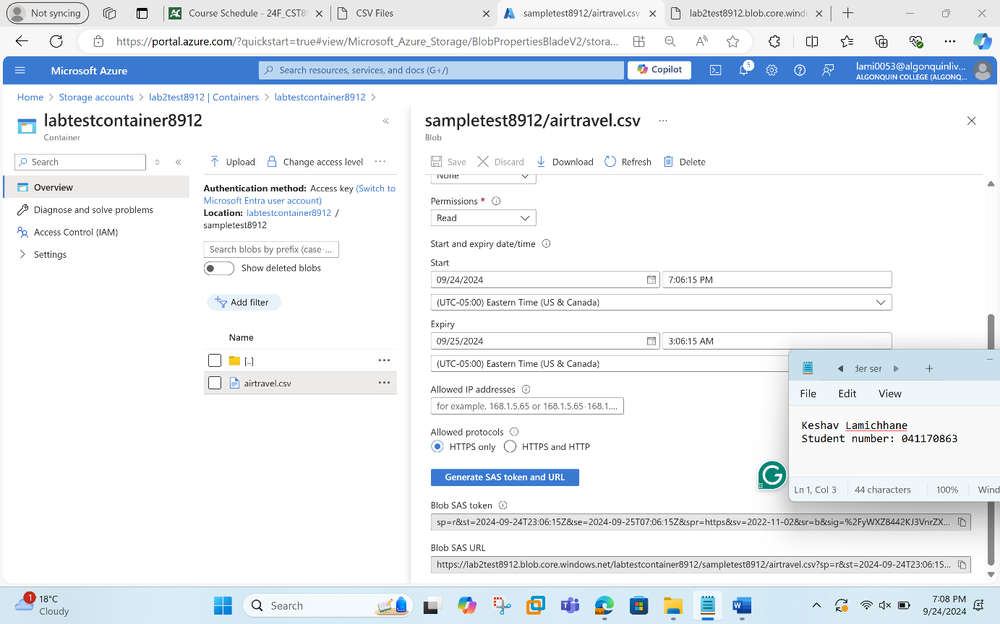 Not syncing
Course Schedule - 24F_CST8
CSV Files
sampletest8912/airtravel.csv
lab2test8912.blob.core.wind
https://portal.azure.com/?quickstart=true#view/Microsoft_Azure_Storage/BlobPropertiesBladeV2/stora...
Microsoft Azure
Search resources, services, and docs (G+/)
Copilot
5
lami0053@algonquinliv...
ALGONQUIN COLLEGE (ALGONQ...
Home > Storage accounts > lab2test8912 | Containers > labtestcontainer8912 >
labtestcontainer8912
Container
Search
Overview
Diagnose and solve problems
Access Control (IAM)
Settings
Upload
Change access level
Authentication method: Access key (Switch to
Microsoft Entra user account)
Location: labtestcontainer8912 /
sampletest8912
Search blobs by prefix (case-...
Show deleted blobs
Add filter
Name
[..]
airtravel.csv
sampletest8912/airtravel.csv
Blob
Save
Discard
Download
Refresh
Delete
None
Permissions *
Read
Start and expiry date/time
Start
09/24/2024
7:06:15 PM
(UTC-05:00) Eastern Time (US & Canada)
Expiry
09/25/2024
3:06:15 AM
(UTC-05:00) Eastern Time (US & Canada)
Allowed IP addresses
for example, 168.1.5.65 or 168.1.5.65-168.1....
Allowed protocols
HTTPS only
HTTPS and HTTP
Generate SAS token and URL
Blob SAS token
sp=r&st=2024-09-24T23:06:15Z&se=2024-09-25T07:06:15Z&spr=https&sv=2022-11-02&sr=b&sig=%2FyWXZ8442KJ3VnrZX...
Blob SAS URL
https://lab2test8912.blob.core.windows.net/labtestcontainer8912/sampletest8912/airtravel.csv?sp=r&st=2024-09-24T23:06:15...
der ser
File
Edit
View
Keshav Lamichhane
Student number: 041170863
Ln 1, Col 3
44 characters
100%
Wind
1
18°C
Cloudy
Search
7:08 PM
9/24/2024